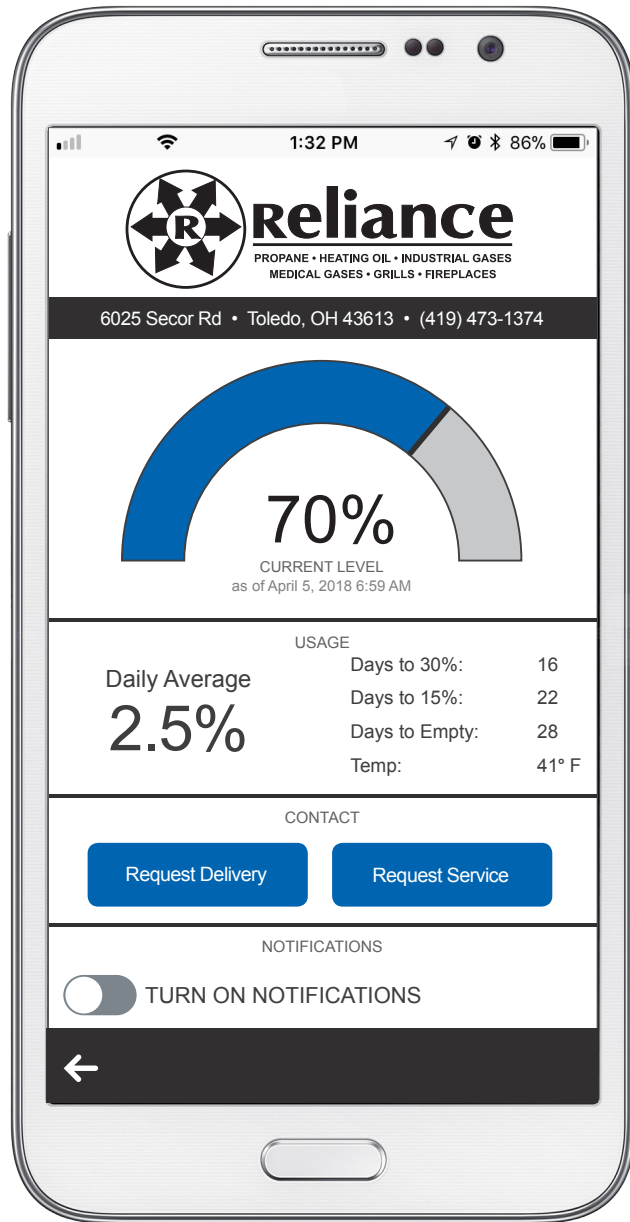 1:32 PM
86%
R
Reliance
PROPANE • HEATING OIL • INDUSTRIAL GASES
MEDICAL GASES • GRILLS • FIREPLACES
6025 Secor Rd • Toledo, OH 43613 • (419) 473-1374
70%
CURRENT LEVEL
as of April 5, 2018 6:59 AM
USAGE
Daily Average
2.5%
Days to 30%: 16
Days to 15%: 22
Days to Empty: 28
Temp: 41° F
CONTACT
Request Delivery
Request Service
NOTIFICATIONS
TURN ON NOTIFICATIONS